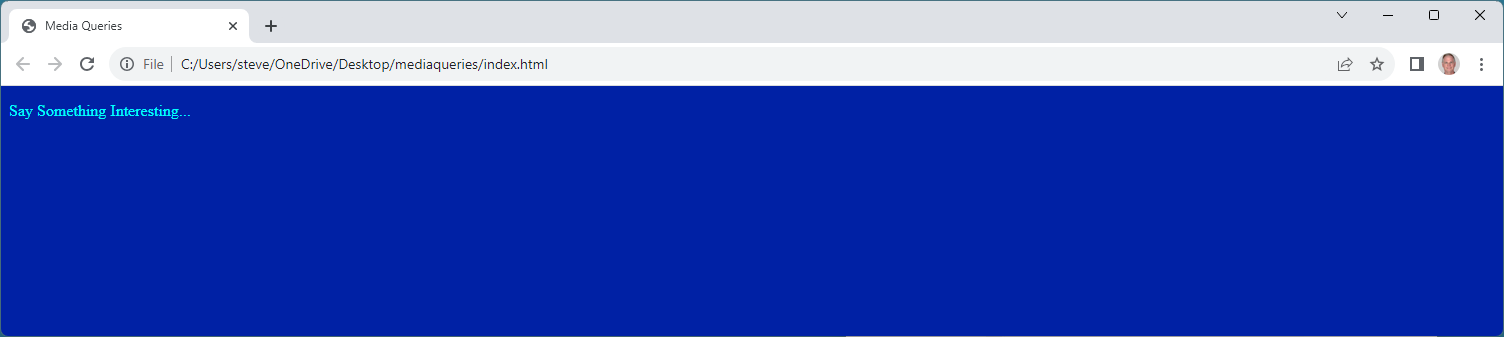 Media Queries
File C:/Users/steve/OneDrive/Desktop/mediaqueries/index.html
Say Something Interesting...